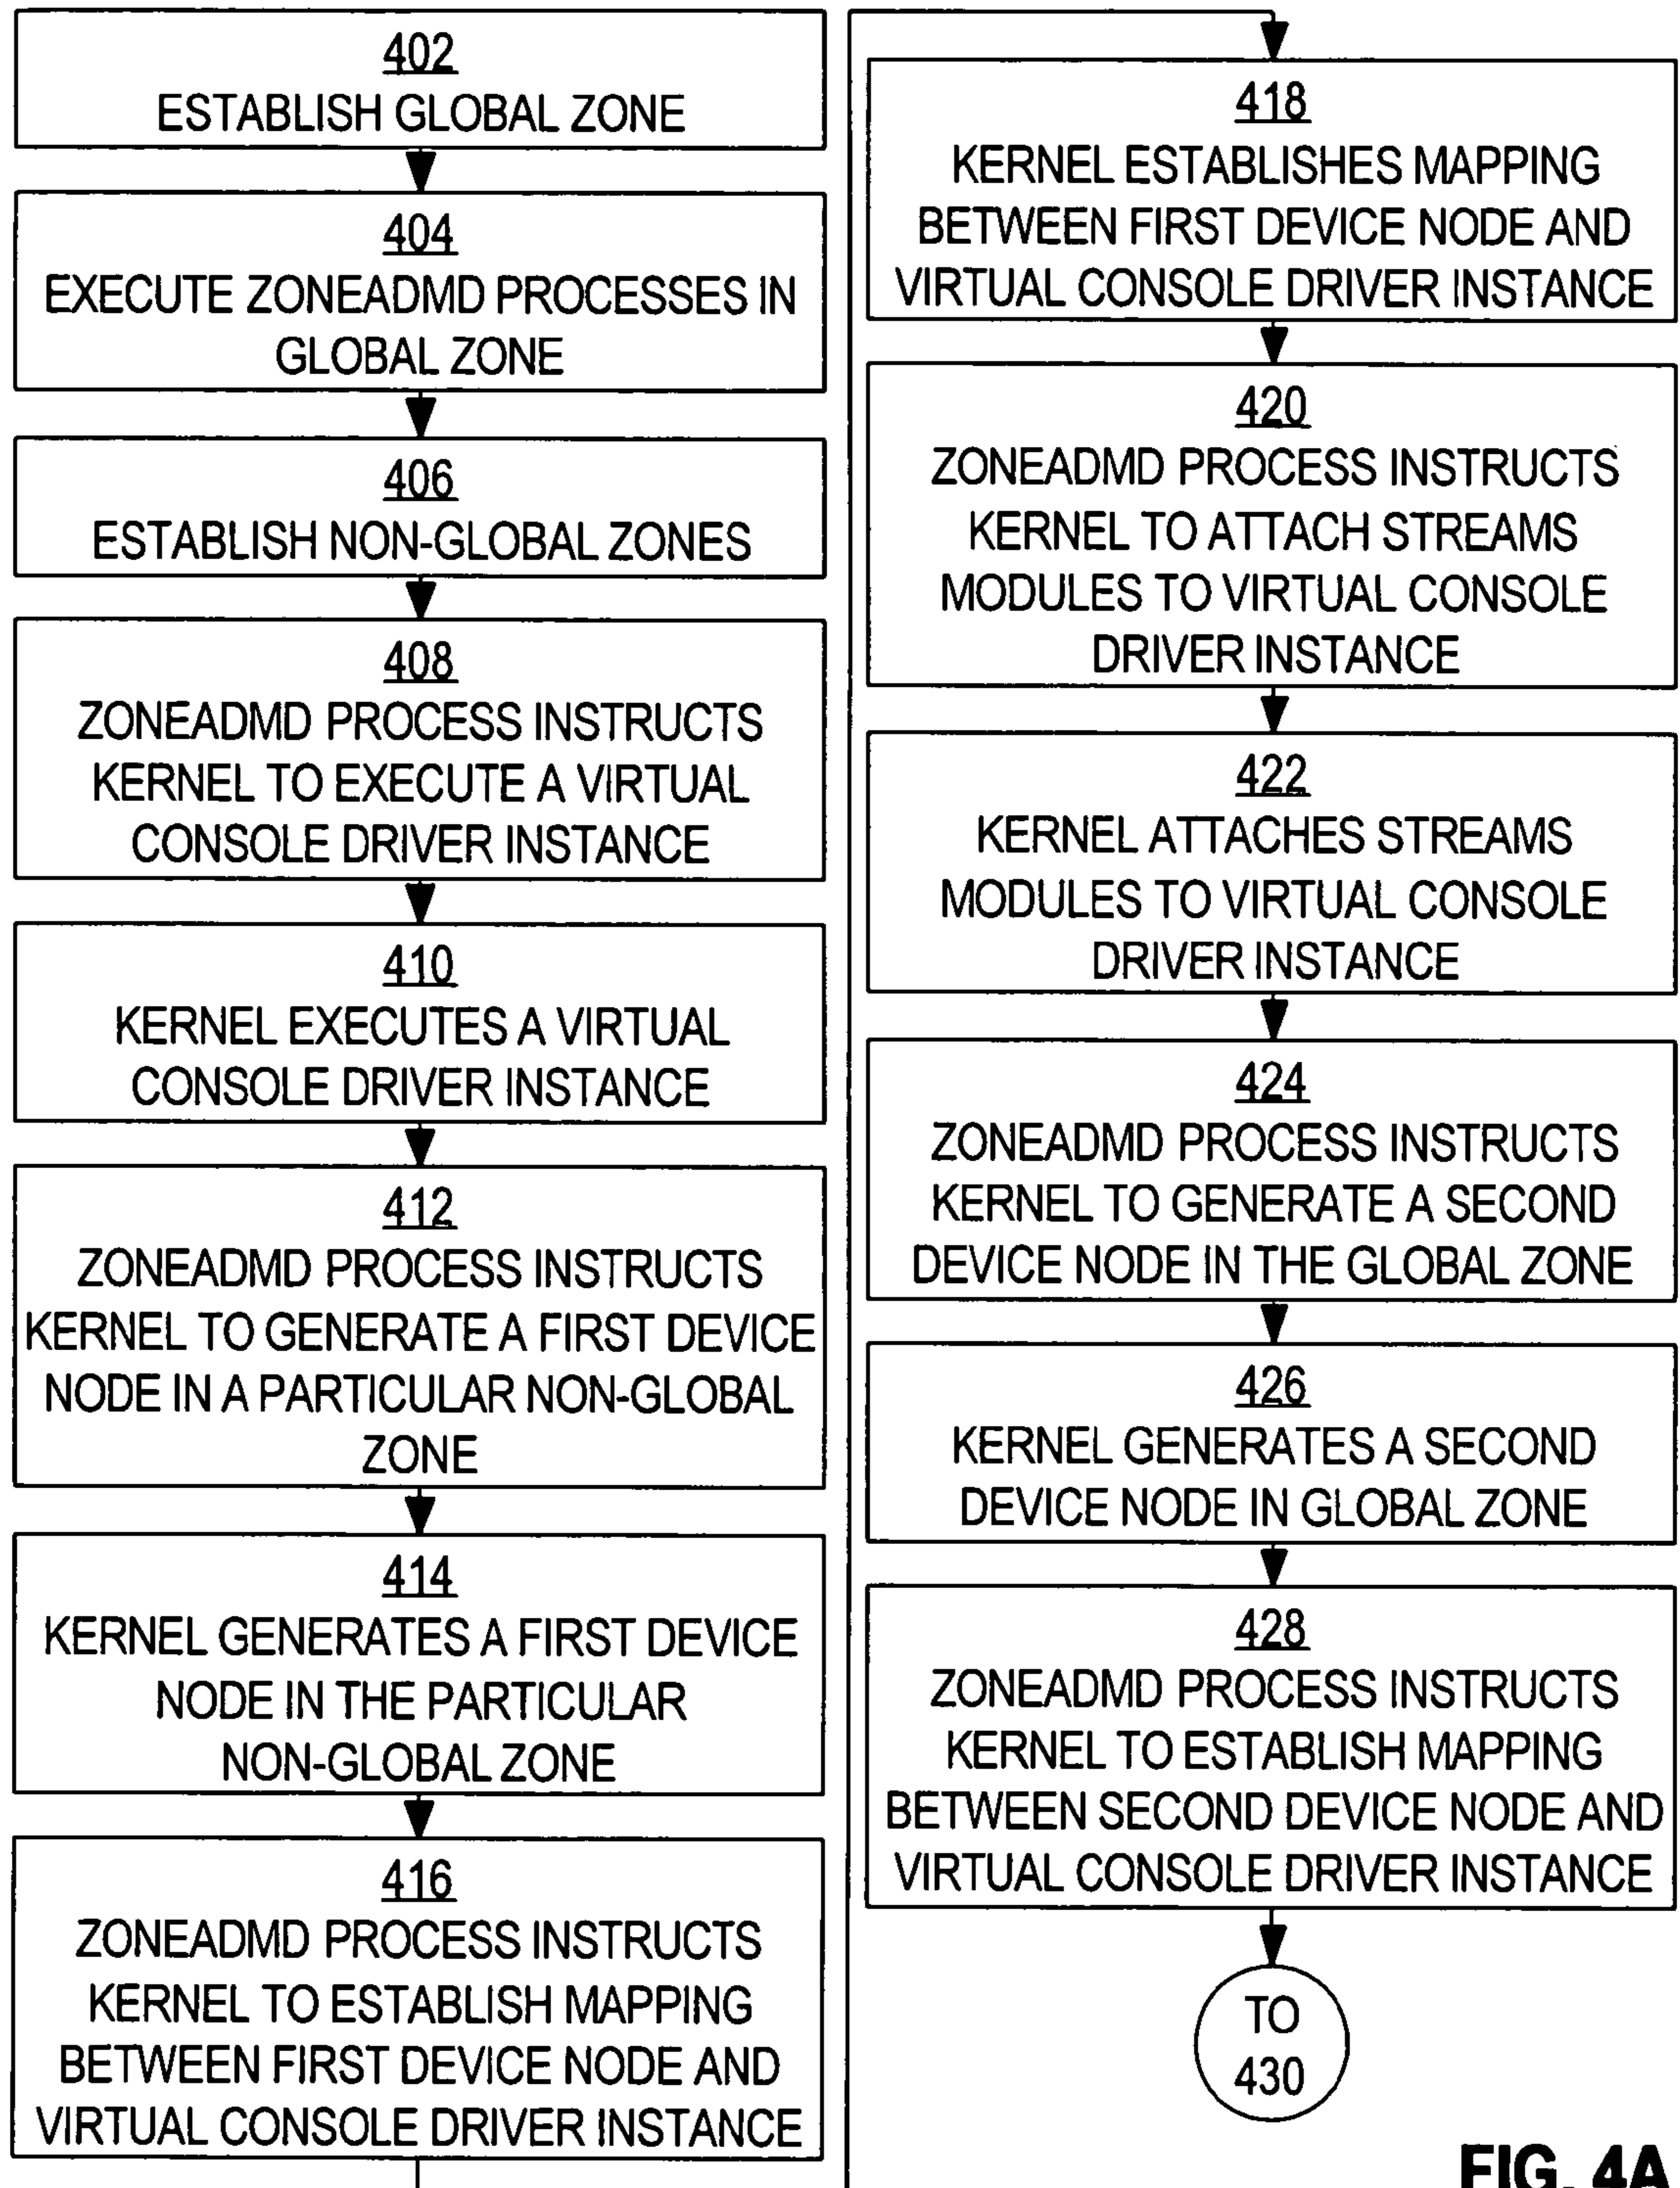 402
ESTABLISH GLOBAL ZONE
404
EXECUTE ZONEADMD PROCESSES IN
GLOBAL ZONE
406
ESTABLISH NON-GLOBAL ZONES
408
ZONEADMD PROCESS INSTRUCTS
KERNEL TO EXECUTE A VIRTUAL
CONSOLE DRIVER INSTANCE
410
KERNEL EXECUTES A VIRTUAL
CONSOLE DRIVER INSTANCE
412
ZONEADMD PROCESS INSTRUCTS
KERNEL TO GENERATE A FIRST DEVICE
NODE IN A PARTICULAR NON-GLOBAL
ZONE
414
KERNEL GENERATES A FIRST DEVICE
NODE IN THE PARTICULAR
NON-GLOBAL ZONE
416
ZONEADMD PROCESS INSTRUCTS
KERNEL TO ESTABLISH MAPPING
BETWEEN FIRST DEVICE NODE AND
VIRTUAL CONSOLE DRIVER INSTANCE
418
KERNEL ESTABLISHES MAPPING
BETWEEN FIRST DEVICE NODE AND
VIRTUAL CONSOLE DRIVER INSTANCE
420
ZONEADMD PROCESS INSTRUCTS
KERNEL TO ATTACH STREAMS
MODULES TO VIRTUAL CONSOLE
DRIVER INSTANCE
422
KERNEL ATTACHES STREAMS
MODULES TO VIRTUAL CONSOLE
DRIVER INSTANCE
424
ZONEADMD PROCESS INSTRUCTS
KERNEL TO GENERATE A SECOND
DEVICE NODE IN THE GLOBAL ZONE
426
KERNEL GENERATES A SECOND
DEVICE NODE IN GLOBAL ZONE
428
ZONEADMD PROCESS INSTRUCTS
KERNEL TO ESTABLISH MAPPING
BETWEEN SECOND DEVICE NODE AND
VIRTUAL CONSOLE DRIVER INSTANCE
TO
430
FIG. 4A